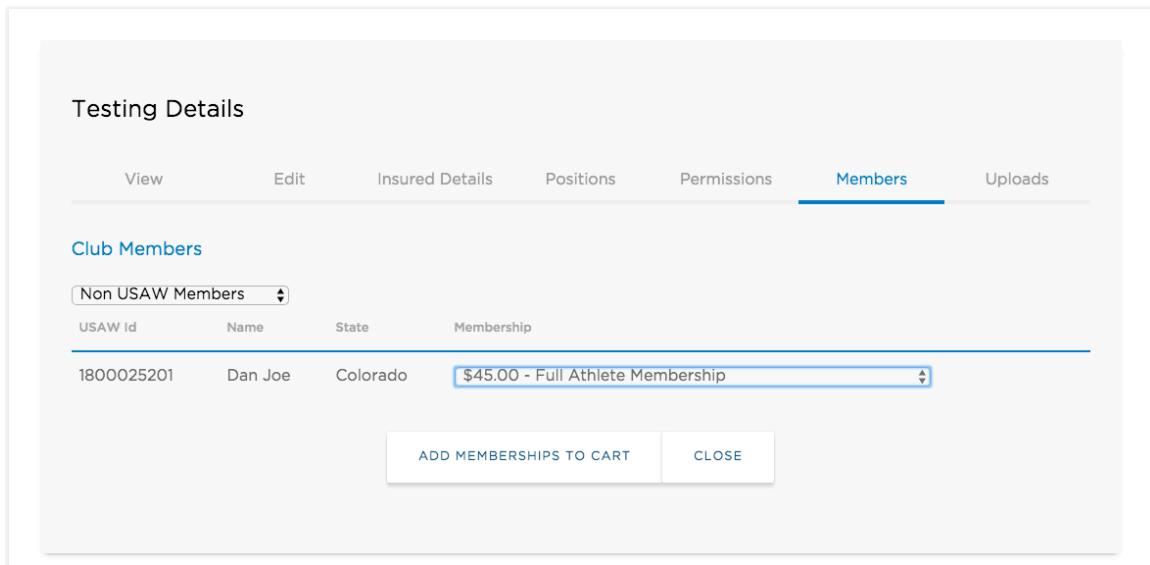 Testing Details
View Edit Insured Details Positions Permissions Members Uploads
Club Members
Non USAW Members
USAW Id Name State Membership
1800025201 Dan Joe Colorado $45.00 - Full Athlete Membership
ADD MEMBERSHIPS TO CART CLOSE